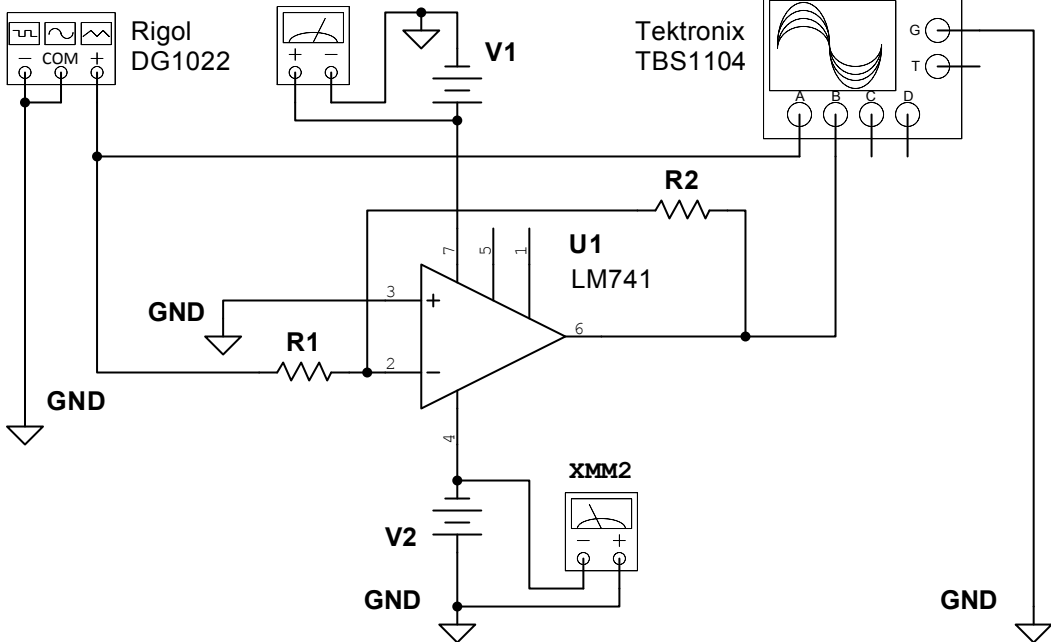 Rigol
DG1022
− COM +
+ −
V1
Tektronix
TBS1104
G
T
A B C D
R2
U1
LM741
7
5
1
3
+
GND
R1
2
−
6
GND
4
XMM2
− +
V2
GND
GND